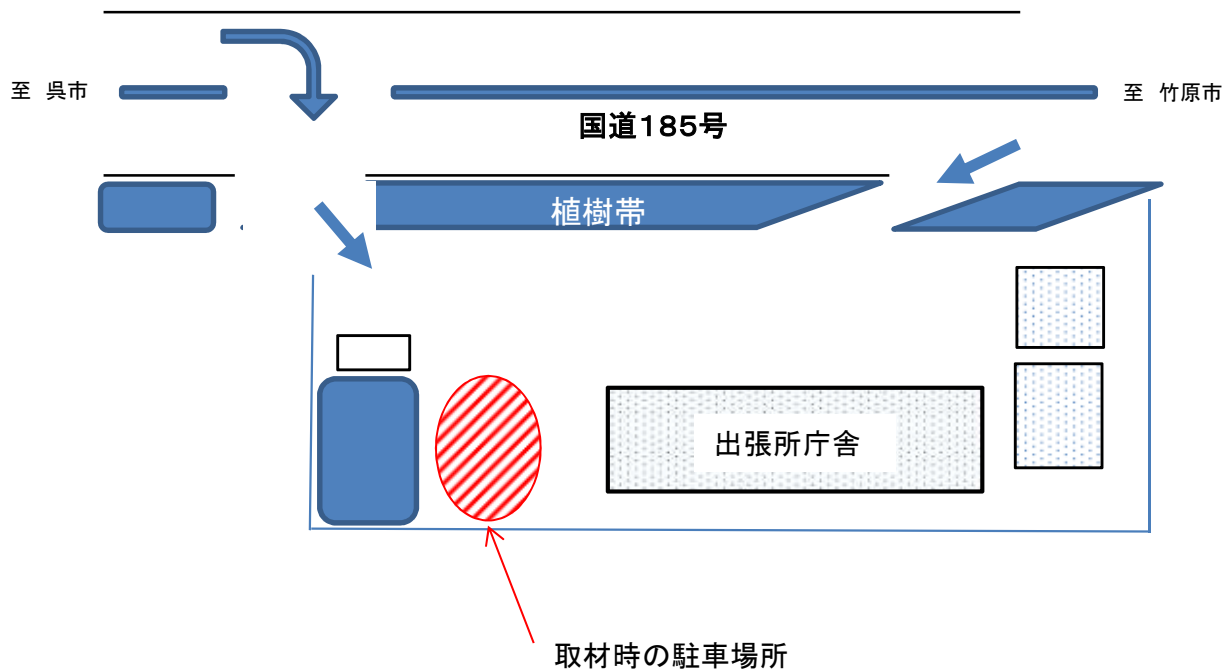 至 呉市
至 竹原市
国道185号
植樹帯
出張所庁舎
取材時の駐車場所